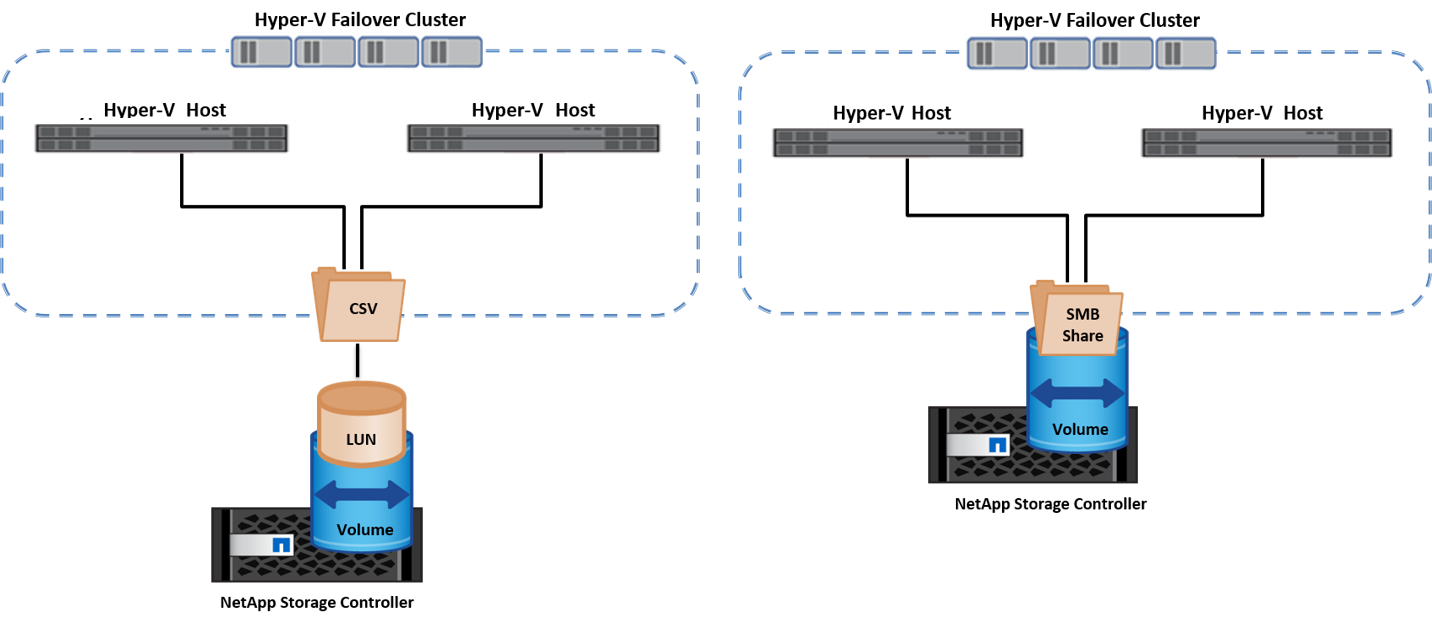 Hyper-V Failover Cluster
Hyper-V Host
Hyper-V Host
CSV
LUN
Volume
NetApp Storage Controller
Hyper-V Failover Cluster
Hyper-V Host
Hyper-V Host
SMB
Share
Volume
NetApp Storage Controller